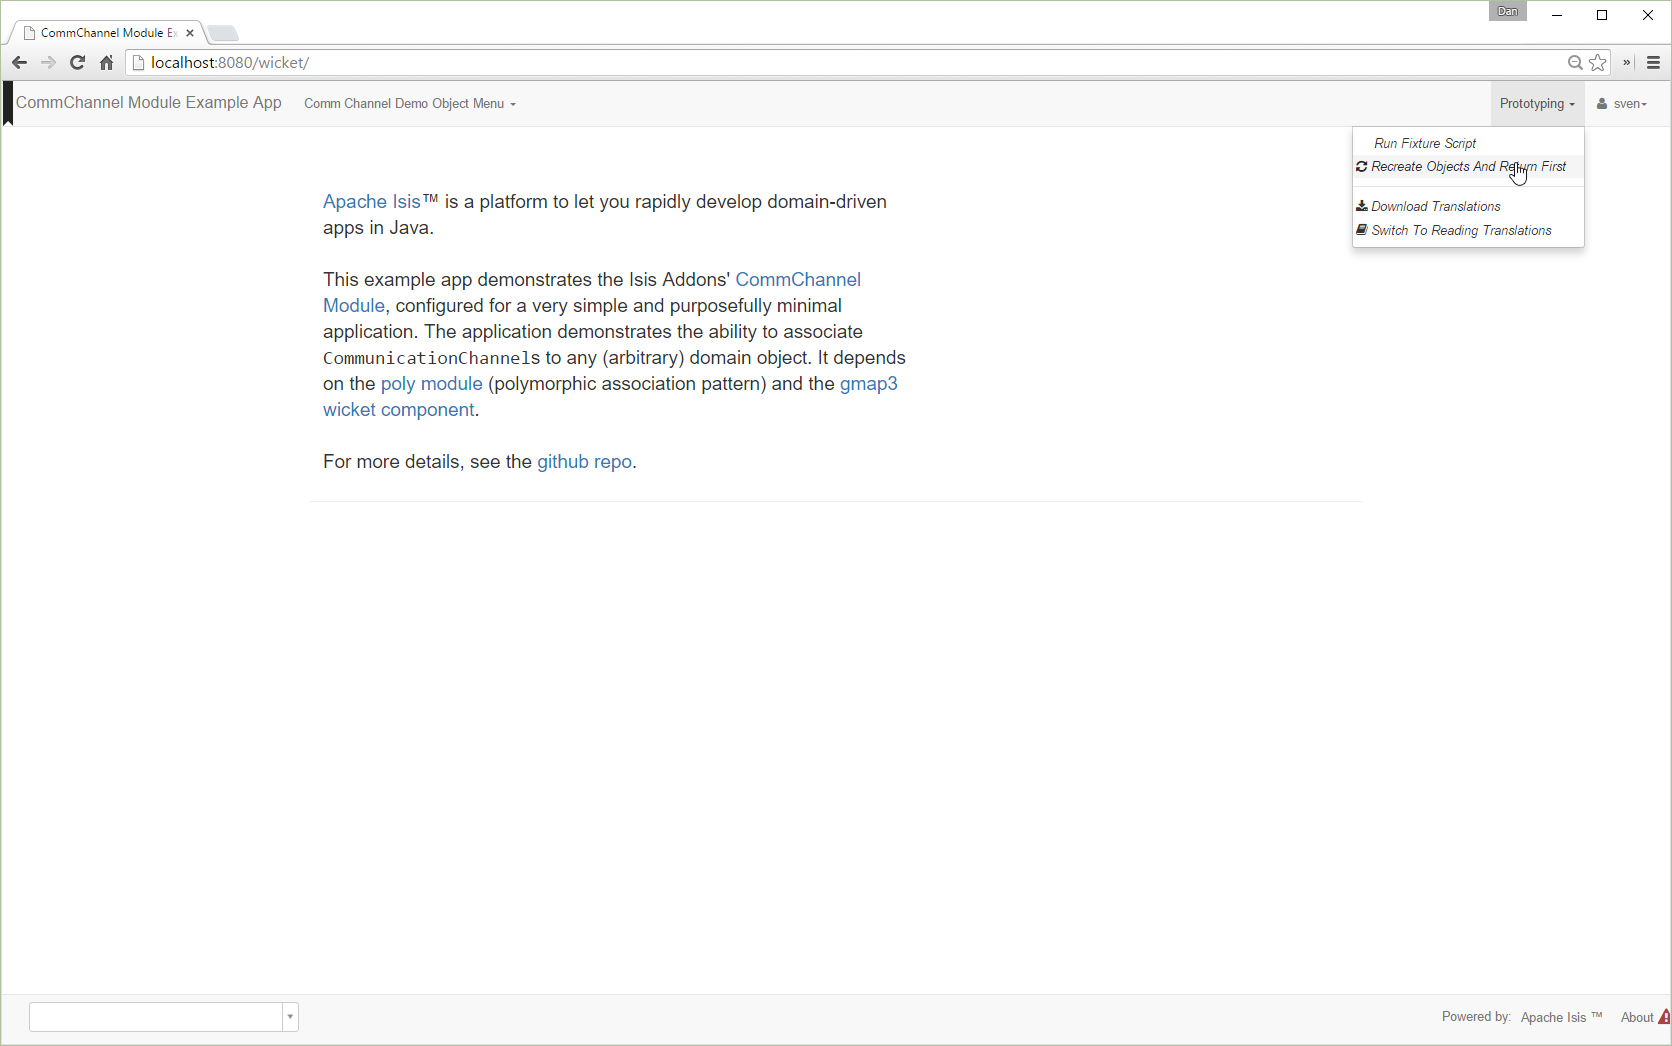 Dan
CommChannel Module Ex
localhost:8080/wicket/
CommChannel Module Example App Comm Channel Demo Object Menu Prototyping sven
Run Fixture Script
Recreate Objects And Return First
Download Translations
Switch To Reading Translations
Apache Isis™ is a platform to let you rapidly develop domain-driven
apps in Java.
This example app demonstrates the Isis Addons' CommChannel
Module, configured for a very simple and purposefully minimal
application. The application demonstrates the ability to associate
CommunicationChannels to any (arbitrary) domain object. It depends
on the poly module (polymorphic association pattern) and the gmap3
wicket component.
For more details, see the github repo.
Powered by: Apache Isis ™ About